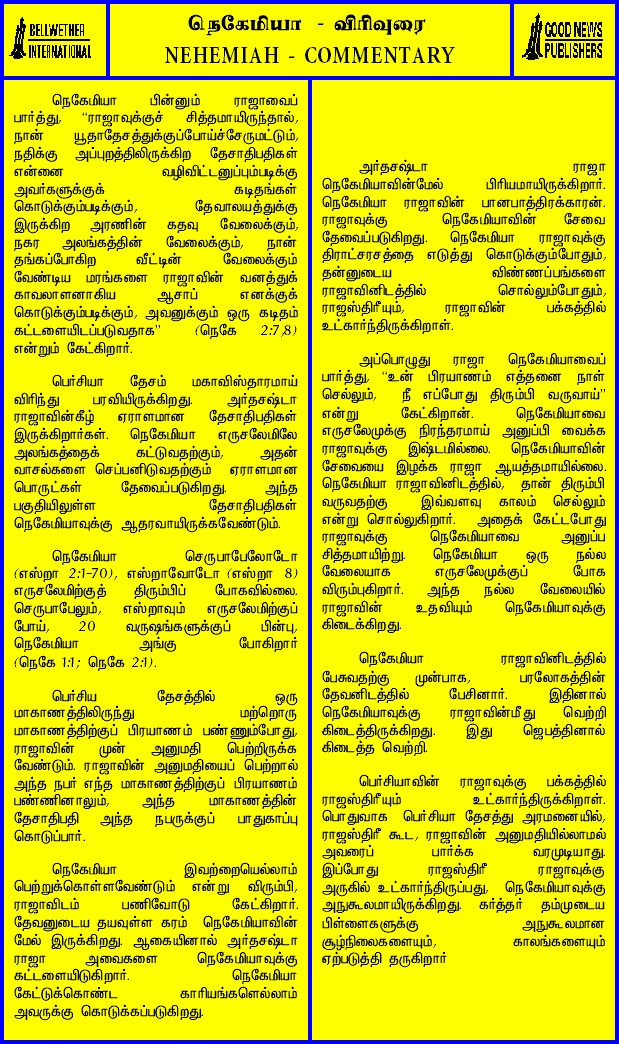 BELLWETHER
INTERNATIONAL
நெகேமியா - விரிவுரை
NEHEMIAH - COMMENTARY
GOOD NEWS
PUBLISHERS
நெகேமியா பின்னும் ராஜாவைப்
பார்த்து, “ராஜாவுக்குச் சித்தமாயிருந்தால்,
நான் யூதாதேசத்துக்குப்போய்ச்சேருமட்டும்,
நதிக்கு அப்புறத்திலிருக்கிற தேசாதிபதிகள்
என்னை வழிவிட்டனுப்பும்படிக்கு
அவர்களுக்குக் கடிதங்கள்
கொடுக்கும்படிக்கும், தேவாலயத்துக்கு
இருக்கிற அரணின் கதவு வேலைக்கும்,
நகர அலங்கத்தின் வேலைக்கும், நான்
தங்கப்போகிற வீட்டின் வேலைக்கும்
வேண்டிய மரங்களை ராஜாவின் வனத்துக்
காவலாளனாகிய ஆசாப் எனக்குக்
கொடுக்கும்படிக்கும், அவனுக்கும் ஒரு கடிதம்
கட்டளையிடப்படுவதாக” (நெகே 2:7,8)
என்றும் கேட்கிறார்.
பெர்சியா தேசம் மகாவிஸ்தாரமாய்
விரிந்து பரவியிருக்கிறது. அர்தசஷ்டா
ராஜாவின்கீழ் ஏராளமான தேசாதிபதிகள்
இருக்கிறார்கள். நெகேமியா எருசலேமிலே
அலங்கத்தைக் கட்டுவதற்கும், அதன்
வாசல்களை செப்பனிடுவதற்கும் ஏராளமான
பொருட்கள் தேவைப்படுகிறது. அந்த
பகுதியிலுள்ள தேசாதிபதிகள்
நெகேமியாவுக்கு ஆதரவாயிருக்கவேண்டும்.
நெகேமியா செருபாபேலோடோ
(எஸ்றா 2:1-70), எஸ்றாவோடோ (எஸ்றா 8)
எருசலேமிற்குத் திரும்பிப் போகவில்லை.
செருபாபேலும், எஸ்றாவும் எருசலேமிற்குப்
போய், 20 வருஷங்களுக்குப் பின்பு,
நெகேமியா அங்கு போகிறார்
(நெகே 1:1; நெகே 2:1).
பெர்சிய தேசத்தில் ஒரு
மாகாணத்திலிருந்து மற்றொரு
மாகாணத்திற்குப் பிரயாணம் பண்ணும்போது,
ராஜாவின் முன் அனுமதி பெற்றிருக்க
வேண்டும். ராஜாவின் அனுமதியைப் பெற்றால்
அந்த நபர் எந்த மாகாணத்திற்குப் பிரயாணம்
பண்ணினாலும், அந்த மாகாணத்தின்
தேசாதிபதி அந்த நபருக்குப் பாதுகாப்பு
கொடுப்பார்.
நெகேமியா இவற்றையெல்லாம்
பெற்றுக்கொள்ளவேண்டும் என்று விரும்பி,
ராஜாவிடம் பணிவோடு கேட்கிறார்.
தேவனுடைய தயவுள்ள கரம் நெகேமியாவின்
மேல் இருக்கிறது. ஆகையினால் அர்தசஷ்டா
ராஜா அவைகளை நெகேமியாவுக்கு
கட்டளையிடுகிறார். நெகேமியா
கேட்டுக்கொண்ட காரியங்களெல்லாம்
அவருக்கு கொடுக்கப்படுகிறது.
அர்தசஷ்டா ராஜா
நெகேமியாவின்மேல் பிரியமாயிருக்கிறார்.
நெகேமியா ராஜாவின் பானபாத்திரக்காரன்.
ராஜாவுக்கு நெகேமியாவின் சேவை
தேவைப்படுகிறது. நெகேமியா ராஜாவுக்கு
திராட்சரசத்தை எடுத்து கொடுக்கும்போதும்,
தன்னுடைய விண்ணப்பங்களை
ராஜாவினிடத்தில் சொல்லும்போதும்,
ராஜஸ்திரீயும், ராஜாவின் பக்கத்தில்
உட்கார்ந்திருக்கிறாள்.
அப்பொழுது ராஜா நெகேமியாவைப்
பார்த்து, “உன் பிரயாணம் எத்தனை நாள்
செல்லும், நீ எப்போது திரும்பி வருவாய்”
என்று கேட்கிறான். நெகேமியாவை
எருசலேமுக்கு நிரந்தரமாய் அனுப்பி வைக்க
ராஜாவுக்கு இஷ்டமில்லை. நெகேமியாவின்
சேவையை இழக்க ராஜா ஆயத்தமாயில்லை.
நெகேமியா ராஜாவினிடத்தில், தான் திரும்பி
வருவதற்கு இவ்வளவு காலம் செல்லும்
என்று சொல்லுகிறார். அதைக் கேட்டபோது
ராஜாவுக்கு நெகேமியாவை அனுப்ப
சித்தமாயிற்று. நெகேமியா ஒரு நல்ல
வேலையாக எருசலேமுக்குப் போக
விரும்புகிறார். அந்த நல்ல வேலையில்
ராஜாவின் உதவியும் நெகேமியாவுக்கு
கிடைக்கிறது.
நெகேமியா ராஜாவினிடத்தில்
பேசுவதற்கு முன்பாக, பரலோகத்தின்
தேவனிடத்தில் பேசினார். இதினால்
நெகேமியாவுக்கு ராஜாவின்மீது வெற்றி
கிடைத்திருக்கிறது. இது ஜெபத்தினால்
கிடைத்த வெற்றி.
பெர்சியாவின் ராஜாவுக்கு பக்கத்தில்
ராஜஸ்திரீயும் உட்கார்ந்திருக்கிறாள்.
பொதுவாக பெர்சியா தேசத்து அரமனையில்,
ராஜஸ்திரீ கூட, ராஜாவின் அனுமதியில்லாமல்
அவரைப் பார்க்க வரமுடியாது.
இப்போது ராஜஸ்திரீ ராஜாவுக்கு
அருகில் உட்கார்ந்திருப்பது, நெகேமியாவுக்கு
அநுகூலமாயிருக்கிறது. கர்த்தர் தம்முடைய
பிள்ளைகளுக்கு அநுகூலமான
சூழ்நிலைகளையும், காலங்களையும்
ஏற்படுத்தி தருகிறார்